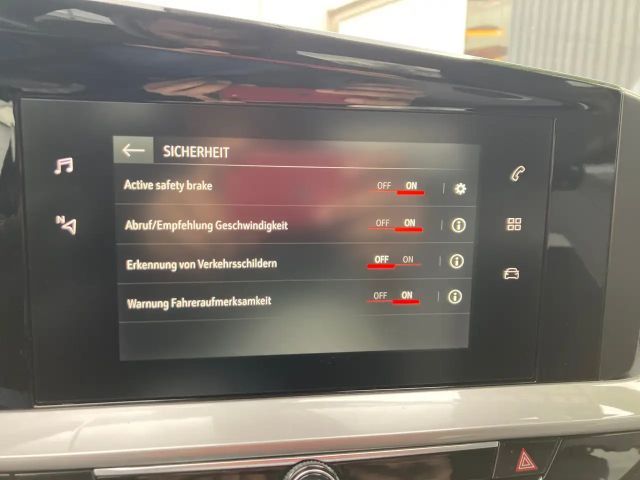 SICHERHEIT
Active safety brake OFF ON
Abruf/Empfehlung Geschwindigkeit OFF ON
Erkennung von Verkehrsschildern OFF ON
Warnung Fahreraufmerksamkeit OFF ON
N